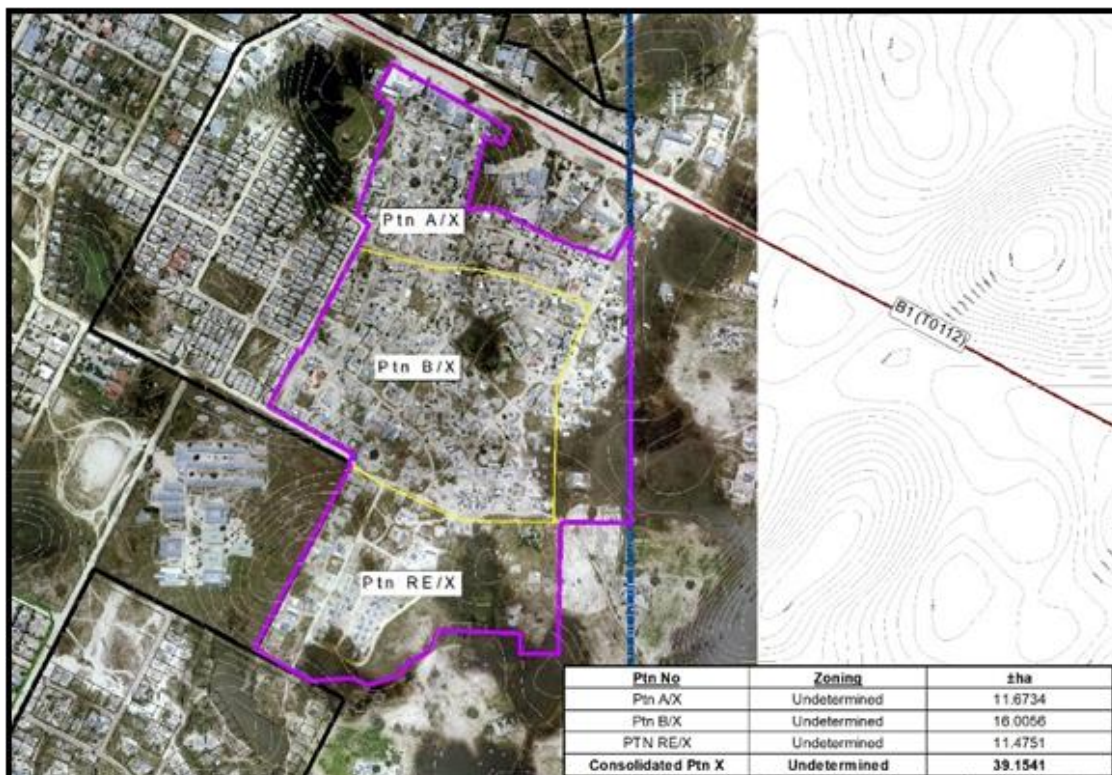 Ptn A/X
B1 (T0112)
Ptn B/X
Ptn RE/X
Ptn No Zoning ±ha
Ptn A/X Undetermined 11.6734
Ptn B/X Undetermined 16.0056
PTN RE/X Undetermined 11.4751
Consolidated Ptn X Undetermined 39.1541